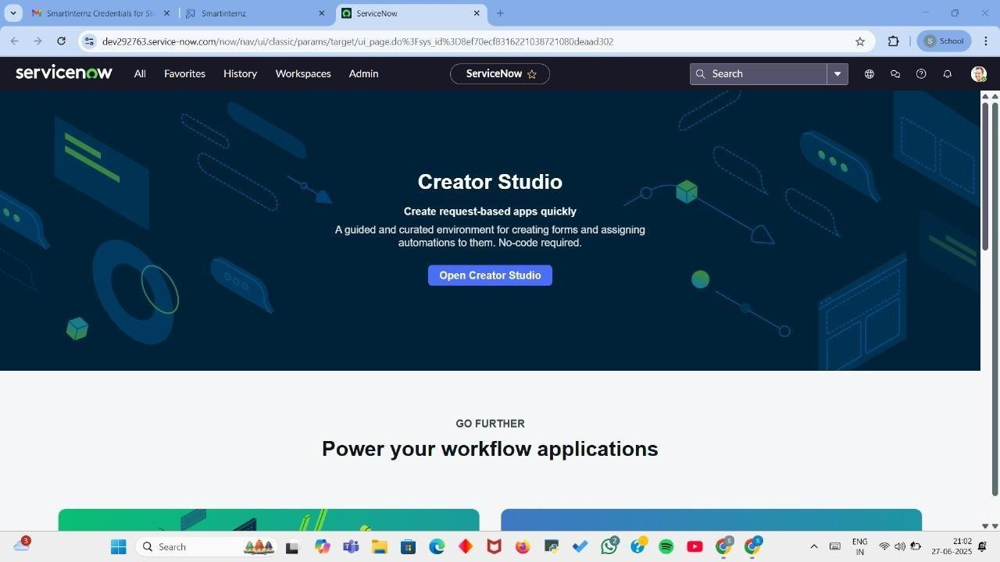 SmartInternz Credentials for Sh
Smartinternz
ServiceNow
dev292763.service-now.com/now/nav/ui/classic/params/target/ui_page.do%3Fsys_id%3D8ef70ecf8316221038721080deaad302
S School
servicenow All Favorites History Workspaces Admin ServiceNow Search
Creator Studio
Create request-based apps quickly
A guided and curated environment for creating forms and assigning
automations to them. No-code required.
Open Creator Studio
GO FURTHER
Power your workflow applications
3
Search
2
S
S
ENG
IN
21:02
27-06-2025